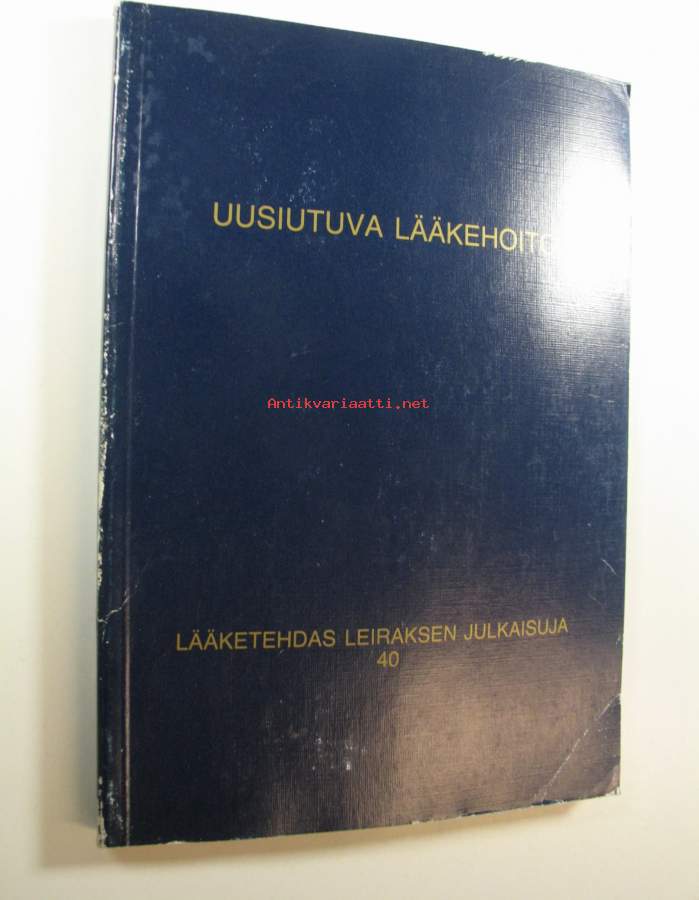 UUSIUTUVA LÄÄKEHOITO
Antikvariaatti.net
LÄÄKETEHDAS LEIRAKSEN JULKAISUJA
40